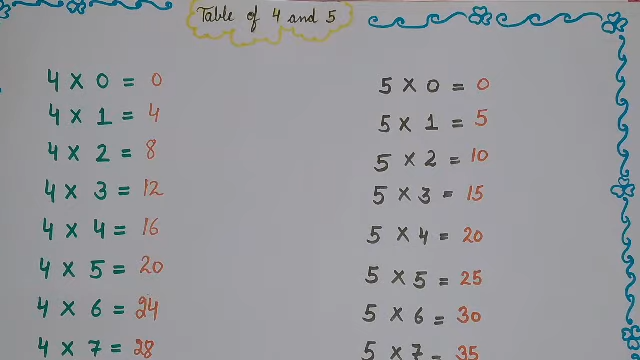 Table of 4 and 5
4 X 0 = 0
4 X 1 = 4
4 X 2 = 8
4 X 3 = 12
4 X 4 = 16
4 X 5 = 20
4 X 6 = 24
4 X 7 = 28
5 X 0 = 0
5 X 1 = 5
5 X 2 = 10
5 X 3 = 15
5 X 4 = 20
5 X 5 = 25
5 X 6 = 30
5 X 7 = 35